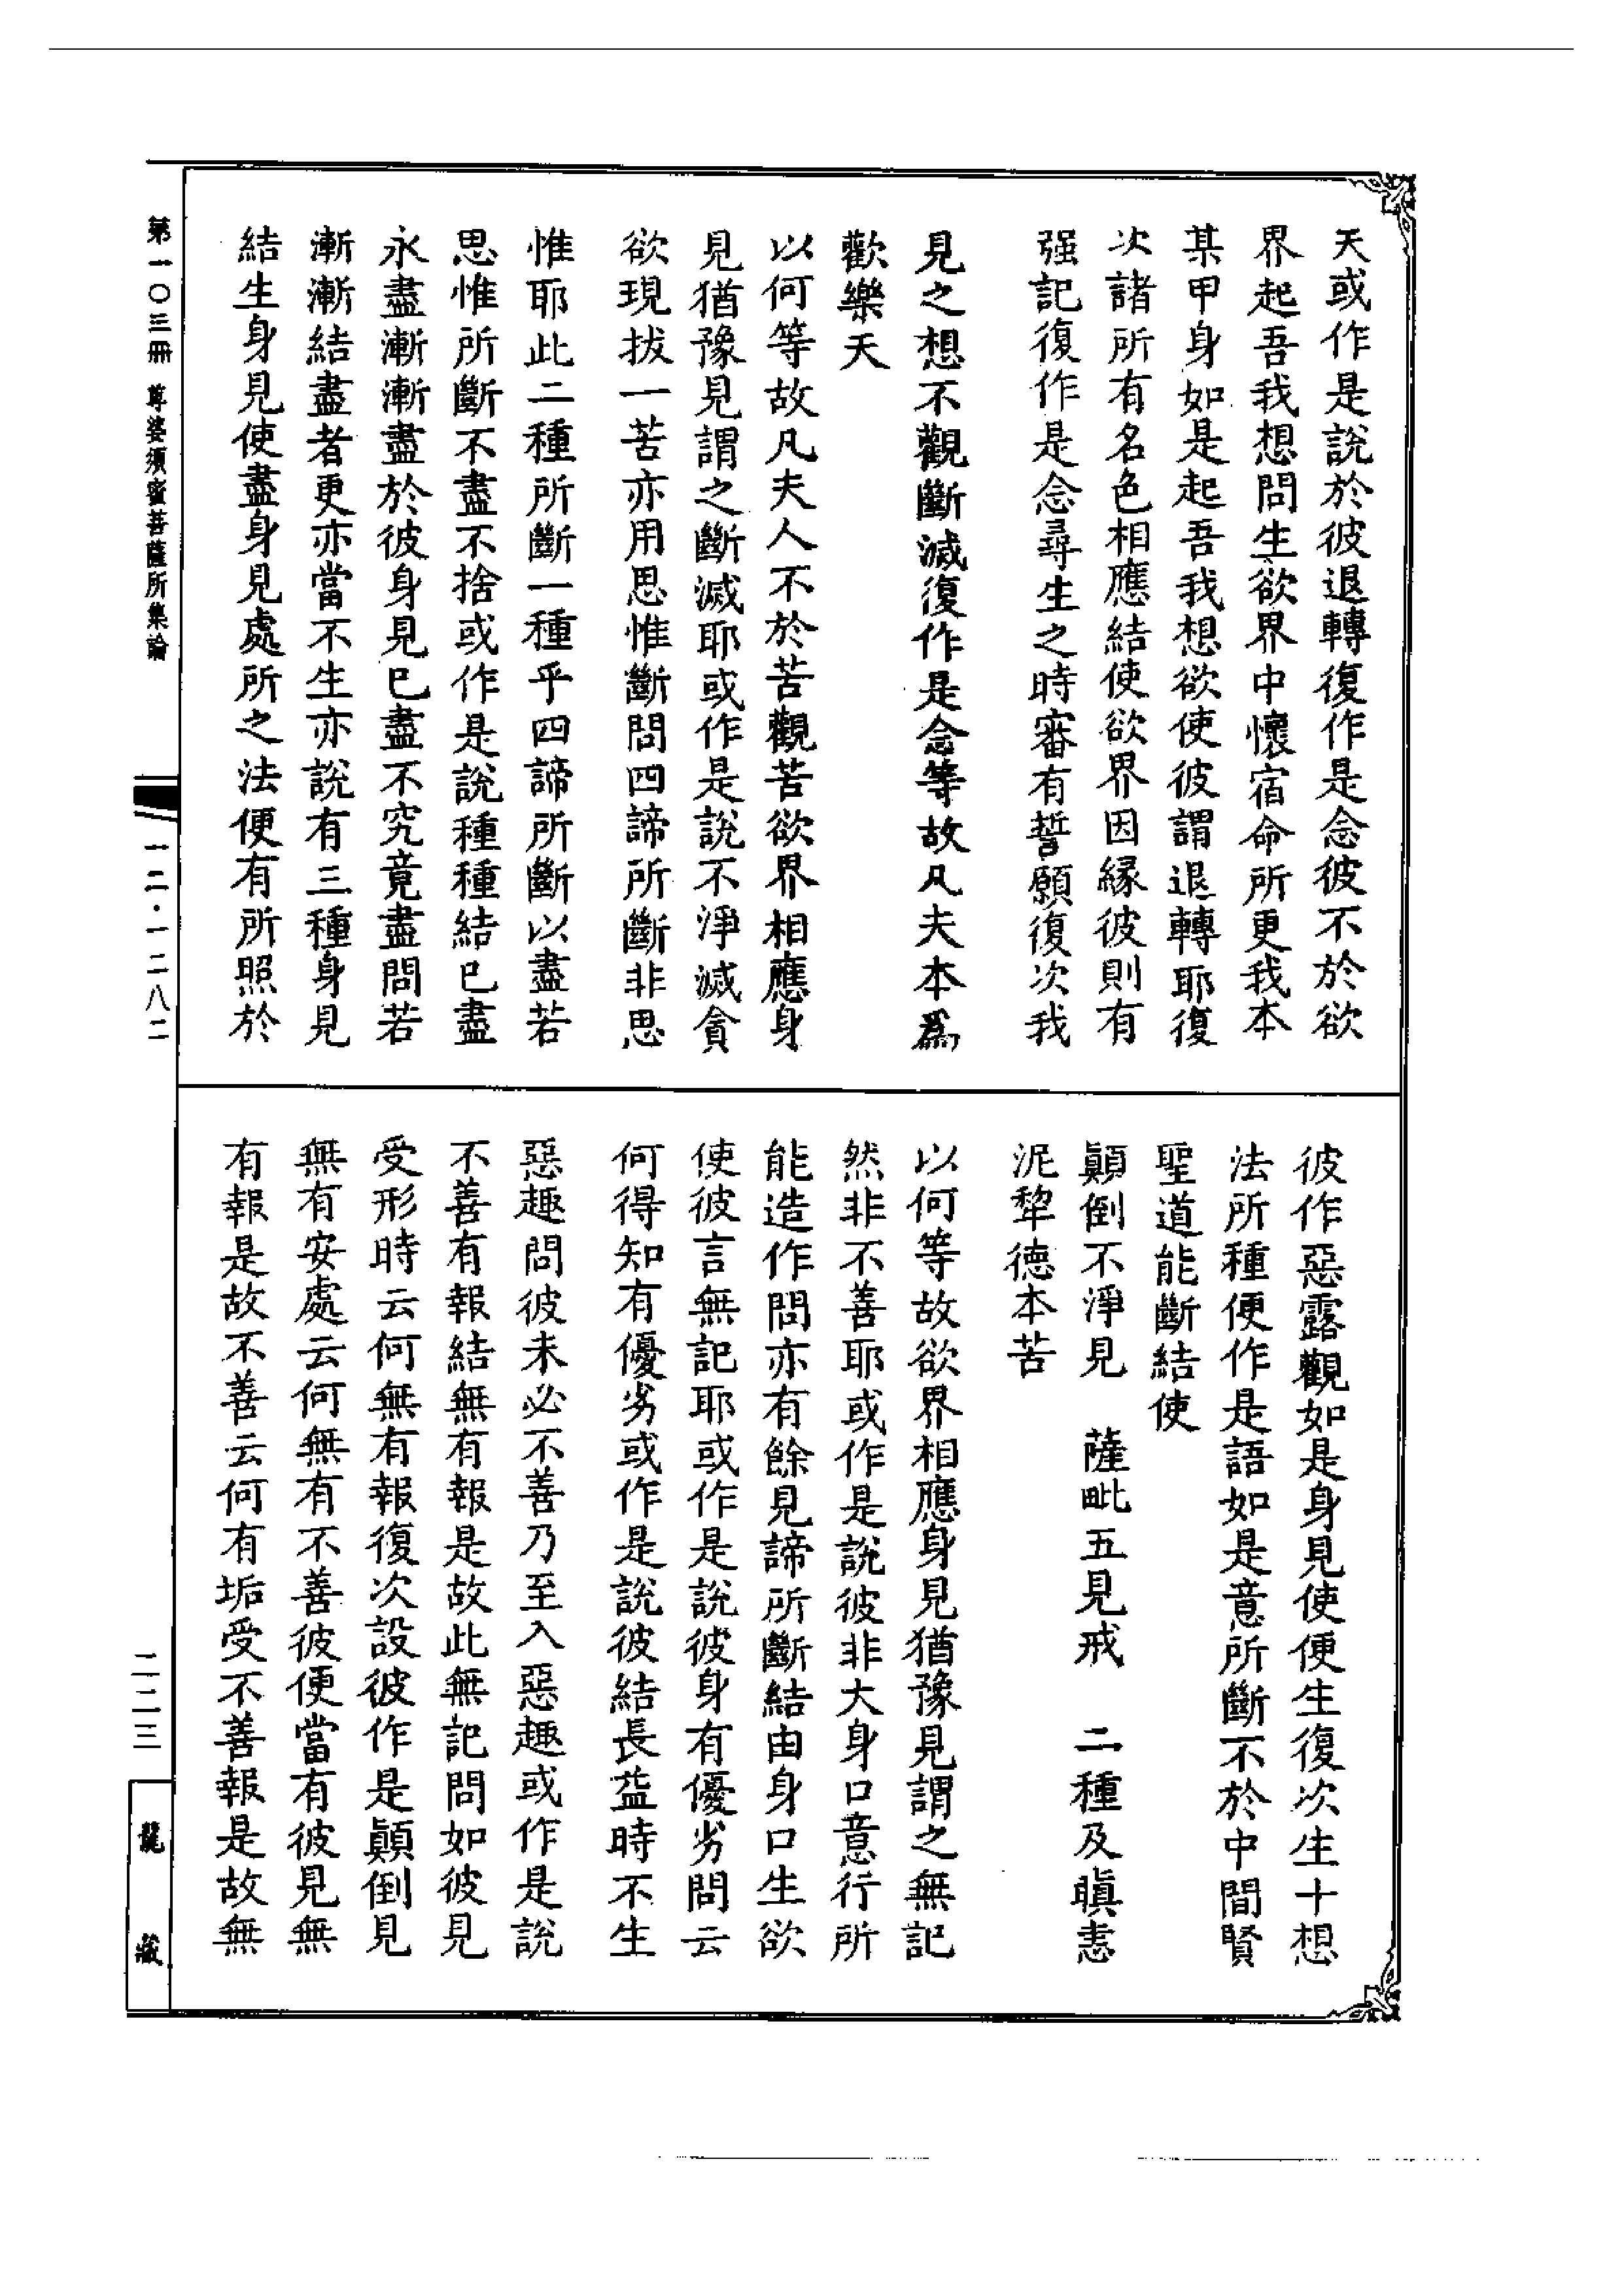 天或作是說於彼退轉復作是念彼不於欲
界起吾我想問生欲界中懷宿命所更我本
某甲身如是起吾我想欲使彼謂退轉耶復
次諸所有名色相應結使欲界因緣彼則有
强記復作是念尋生之時審有誓願復次我
見之想不觀斷滅復作是念等故凡夫本為
歡樂天
以何等故凡夫人不於苦觀苦欲界相應身
見猶豫見謂之斷滅耶或作是說不淨滅貪
欲現拔一苦亦用思惟斷問四諦所斷非思
惟耶此二種所斷一種乎四諦所斷以盡若
思惟所斷不盡不捨或作是說種種結已盡
永盡漸漸盡於彼身見已盡不究竟盡問若
漸漸結盡者更亦當不生亦說有三種身見
結生身見使盡身見處所之法便有所照於
彼作惡露觀如是身見使便生復次生十想
法所種便作是語如是意所斷不於中間賢
聖道能斷結使
顛倒不淨見　薩毗五見戒　二種及瞋恚
泥犂德本苦
以何等故欲界相應身見猶豫見謂之無記
然非不善耶或作是說彼非大身口意行所
能造作問亦有餘見諦所斷結由身口生欲
使彼言無記耶或作是說彼身有優劣問云
何得知有優劣或作是說彼結長益時不生
惡趣問彼未必不善乃至入惡趣或作是說
不善有報結無有報是故此無記問如彼見
受形時云何無有報復次設彼作是顛倒見
無有安處云何無有不善彼便當有彼見無
有報是故不善云何有垢受不善報是故無
第一〇三冊　尊婆須蜜菩薩所集論
一二·一二八二
二二三
龍藏